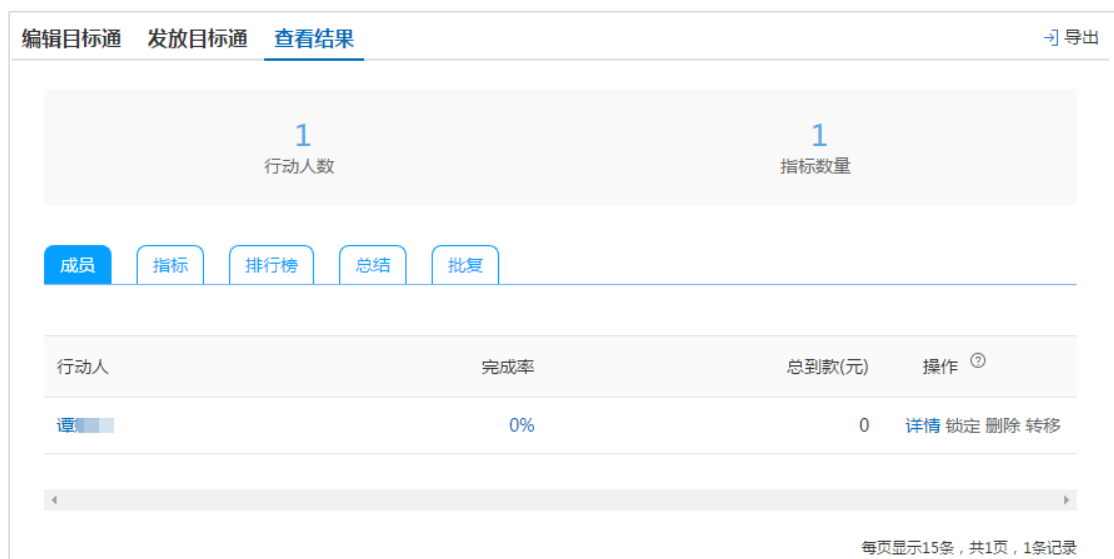 编辑目标通 发放目标通 查看结果 导出
1 1
行动人数 指标数量
成员 指标 排行榜 总结 批复
行动人 完成率 总到款(元) 操作 ?
谭 0% 0 详情 锁定 删除 转移
每页显示15条，共1页，1条记录